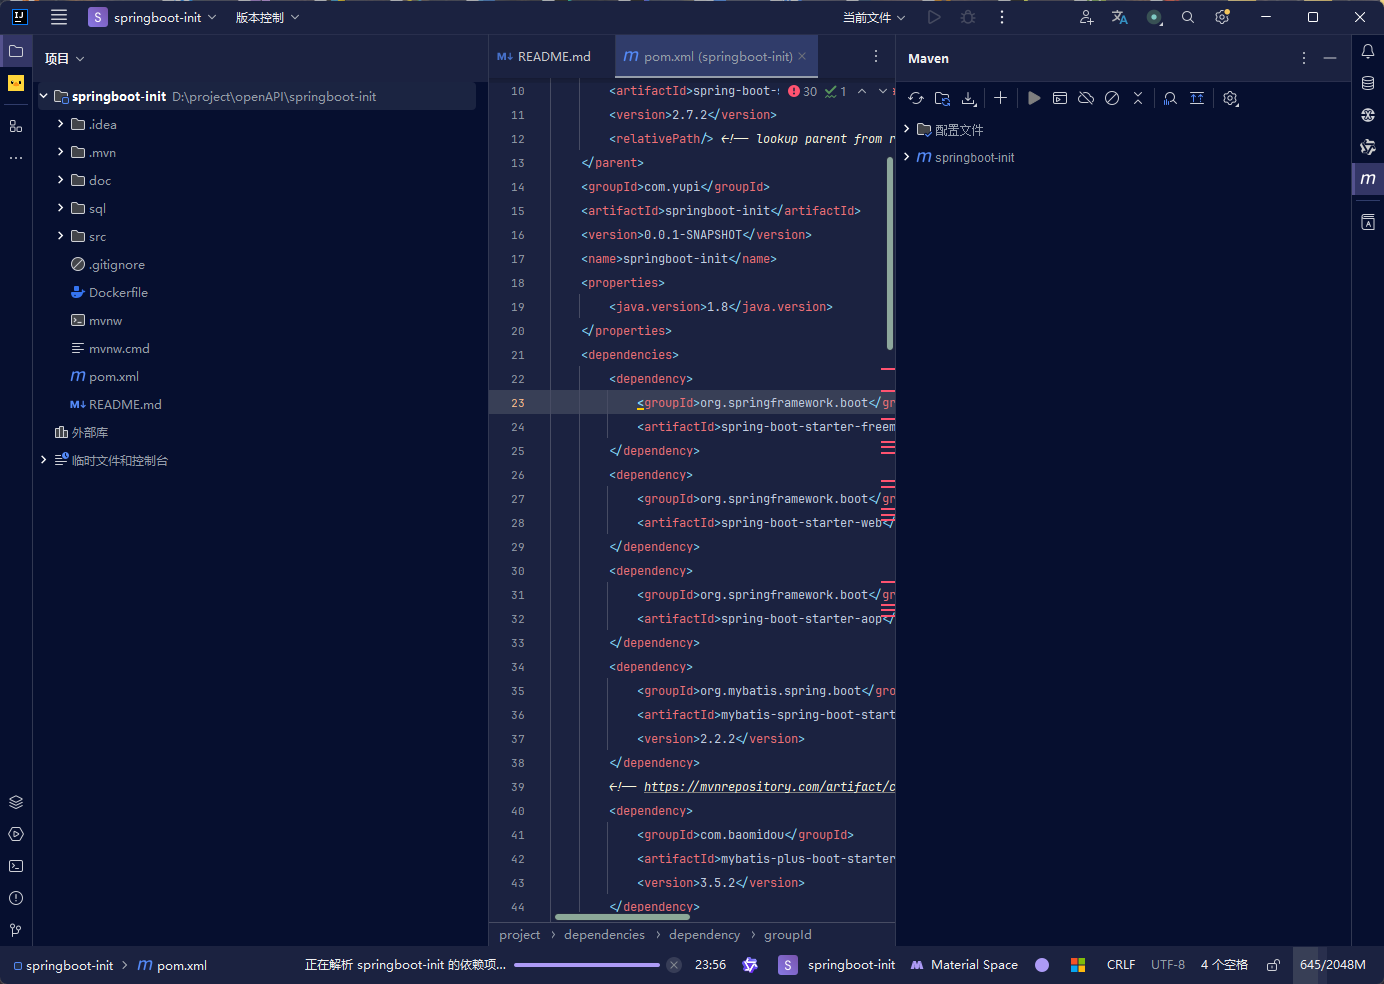 S springboot-init 版本控制 当前文件
项目
springboot-init D:\project\openAPI\springboot-init
.idea
.mvn
doc
sql
src
.gitignore
Dockerfile
mvnw
mvnw.cmd
pom.xml
README.md
外部库
临时文件和控制台
README.md pom.xml (springboot-init)
30 1
10 <artifactId>spring-boot-s
11 <version>2.7.2</version>
12 <relativePath/> <!-- lookup parent from r
13 </parent>
14 <groupId>com.yupi</groupId>
15 <artifactId>springboot-init</artifactId>
16 <version>0.0.1-SNAPSHOT</version>
17 <name>springboot-init</name>
18 <properties>
19 <java.version>1.8</java.version>
20 </properties>
21 <dependencies>
22 <dependency>
23 <groupId>org.springframework.boot</gr
24 <artifactId>spring-boot-starter-freem
25 </dependency>
26 <dependency>
27 <groupId>org.springframework.boot</gr
28 <artifactId>spring-boot-starter-web</
29 </dependency>
30 <dependency>
31 <groupId>org.springframework.boot</gr
32 <artifactId>spring-boot-starter-aop</
33 </dependency>
34 <dependency>
35 <groupId>org.mybatis.spring.boot</gro
36 <artifactId>mybatis-spring-boot-start
37 <version>2.2.2</version>
38 </dependency>
39 <!-- https://mvnrepository.com/artifact/c
40 <dependency>
41 <groupId>com.baomidou</groupId>
42 <artifactId>mybatis-plus-boot-starter
43 <version>3.5.2</version>
44 </dependency>
project › dependencies › dependency › groupId
Maven
配置文件
springboot-init
springboot-init › pom.xml 正在解析 springboot-init 的依赖项... 23:56 S springboot-init Material Space CRLF UTF-8 4 个空格 645/2048M